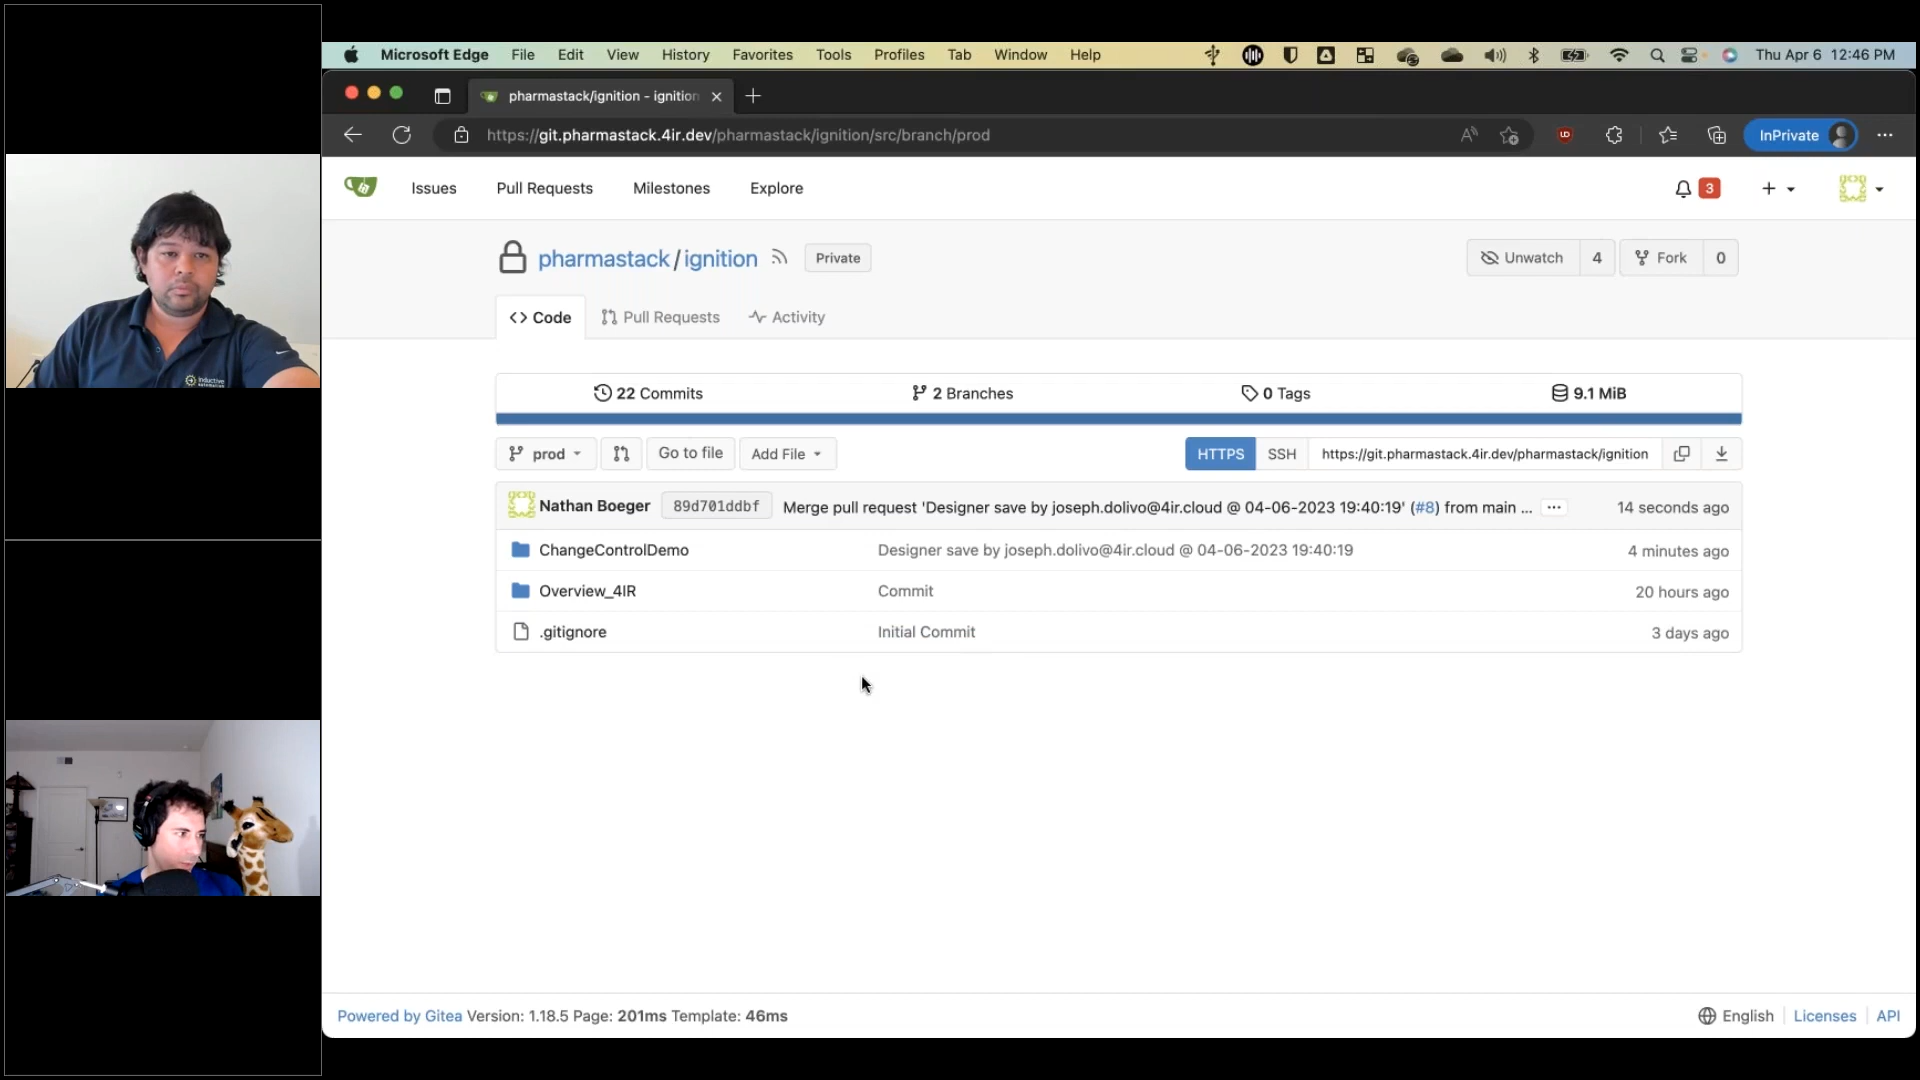 Microsoft Edge File Edit View History Favorites Tools Profiles Tab Window Help Thu Apr 6 12:46 PM
pharmastack/ignition - ignition
https://git.pharmastack.4ir.dev/pharmastack/ignition/src/branch/prod InPrivate
Issues Pull Requests Milestones Explore 3
pharmastack/ignition Private Unwatch 4 Fork 0
Code Pull Requests Activity
22 Commits 2 Branches 0 Tags 9.1 MiB
prod Go to file Add File HTTPS SSH https://git.pharmastack.4ir.dev/pharmastack/ignition
Nathan Boeger 89d701ddbf Merge pull request 'Designer save by joseph.dolivo@4ir.cloud @ 04-06-2023 19:40:19' (#8) from main ... 14 seconds ago
ChangeControlDemo Designer save by joseph.dolivo@4ir.cloud @ 04-06-2023 19:40:19 4 minutes ago
Overview_4IR Commit 20 hours ago
.gitignore Initial Commit 3 days ago
Powered by Gitea Version: 1.18.5 Page: 201ms Template: 46ms English Licenses API
inductive automation